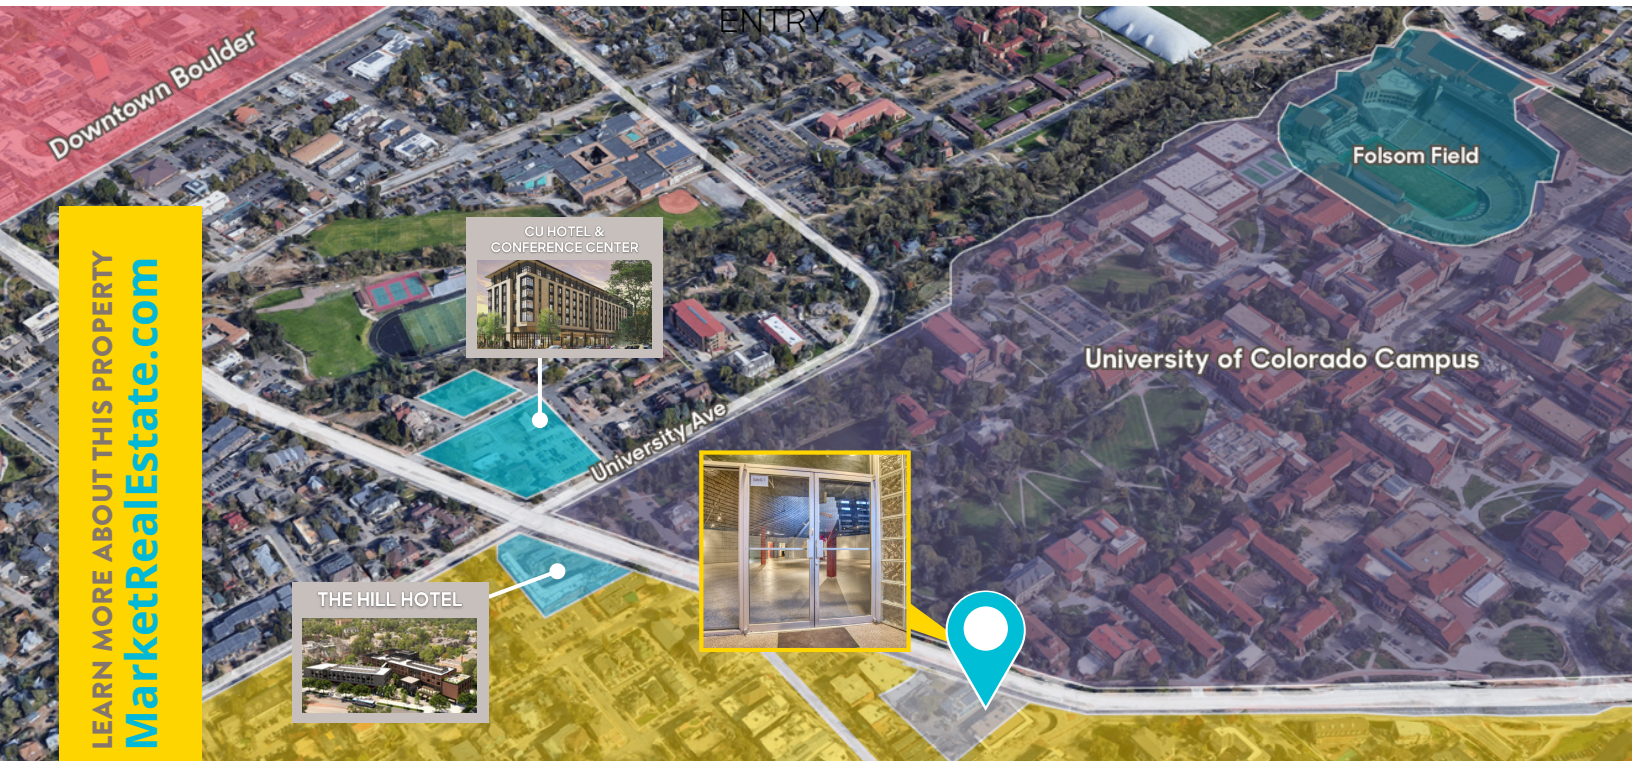 ENTRY
Downtown Boulder
Folsom Field
CU HOTEL &
CONFERENCE CENTER
University of Colorado Campus
University Ave
THE HILL HOTEL
LEARN MORE ABOUT THIS PROPERTY
MarketRealEstate.com